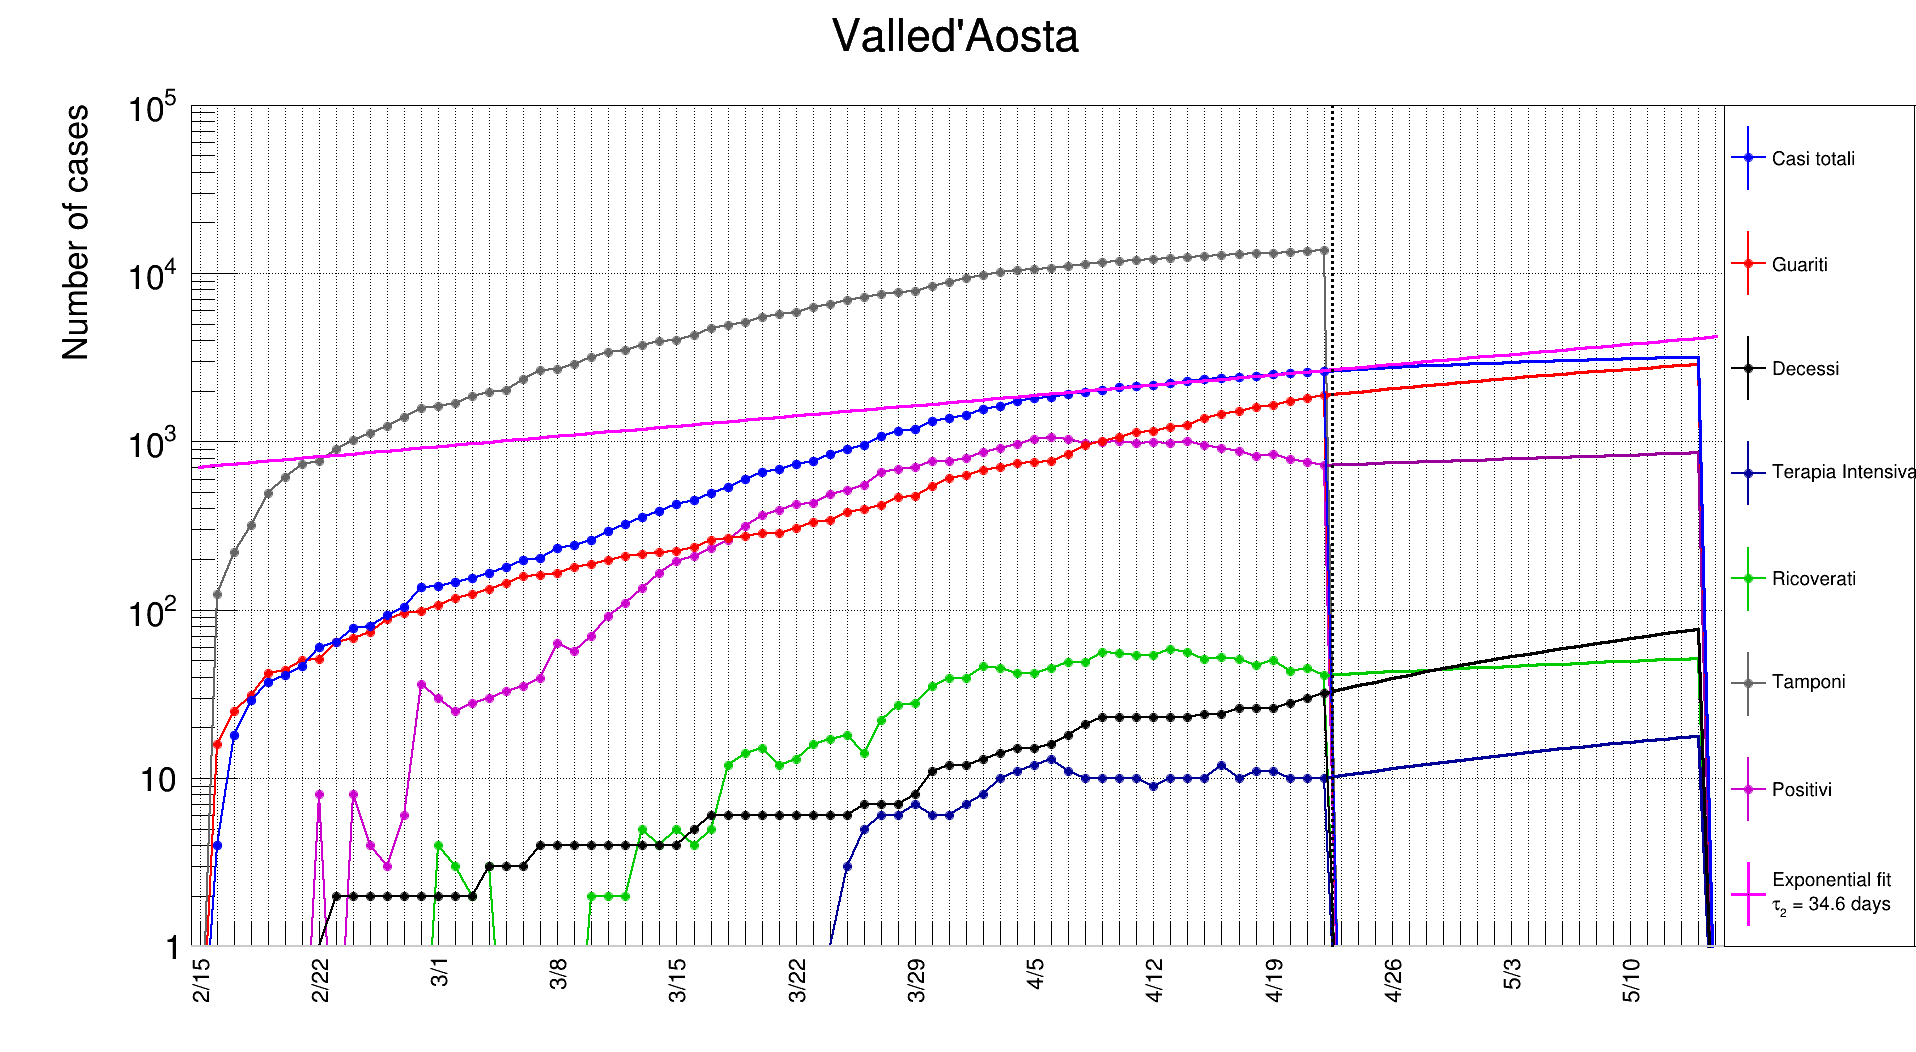 Valled'Aosta
Number of cases
10^5
10^4
10^3
10^2
10
1
2/15
2/22
3/1
3/8
3/15
3/22
3/29
4/5
4/12
4/19
4/26
5/3
5/10
Casi totali
Guariti
Decessi
Terapia Intensiva
Ricoverati
Tamponi
Positivi
Exponential fit
τ₂ = 34.6 days